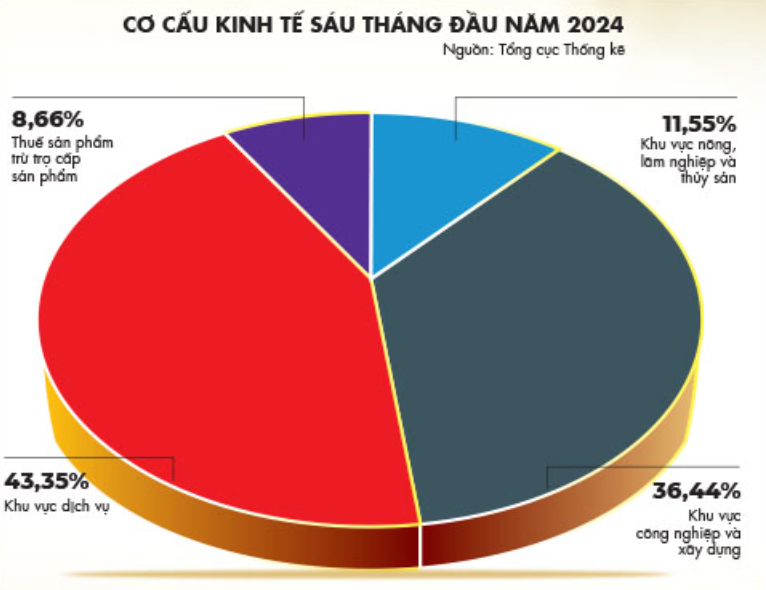 CƠ CẤU KINH TẾ SÁU THÁNG ĐẦU NĂM 2024
Nguồn: Tổng cục Thống kê
8,66%
Thuế sản phẩm
trừ trợ cấp
sản phẩm
11,55%
Khu vực nông,
lâm nghiệp và
thủy sản
43,35%
Khu vực dịch vụ
36,44%
Khu vực
công nghiệp và
xây dựng